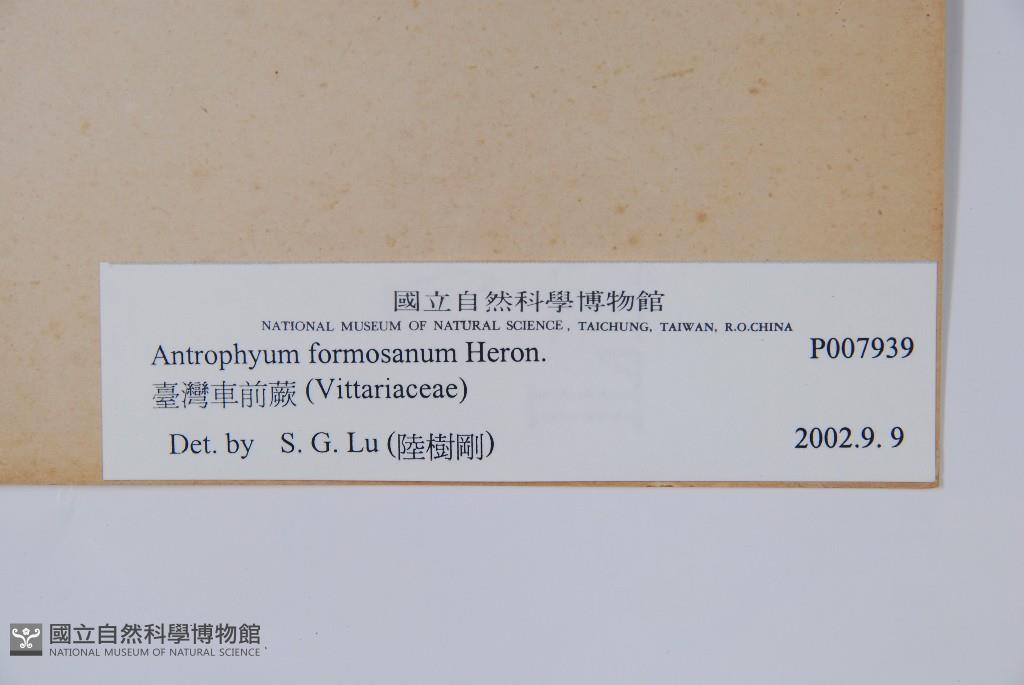 國立自然科學博物館
NATIONAL MUSEUM OF NATURAL SCIENCE, TAICHUNG, TAIWAN, R.O.CHINA
Antrophyum formosanum Heron. P007939
臺灣車前蕨 (Vittariaceae)
Det. by S. G. Lu (陸樹剛) 2002.9. 9
國立自然科學博物館
NATIONAL MUSEUM OF NATURAL SCIENCE